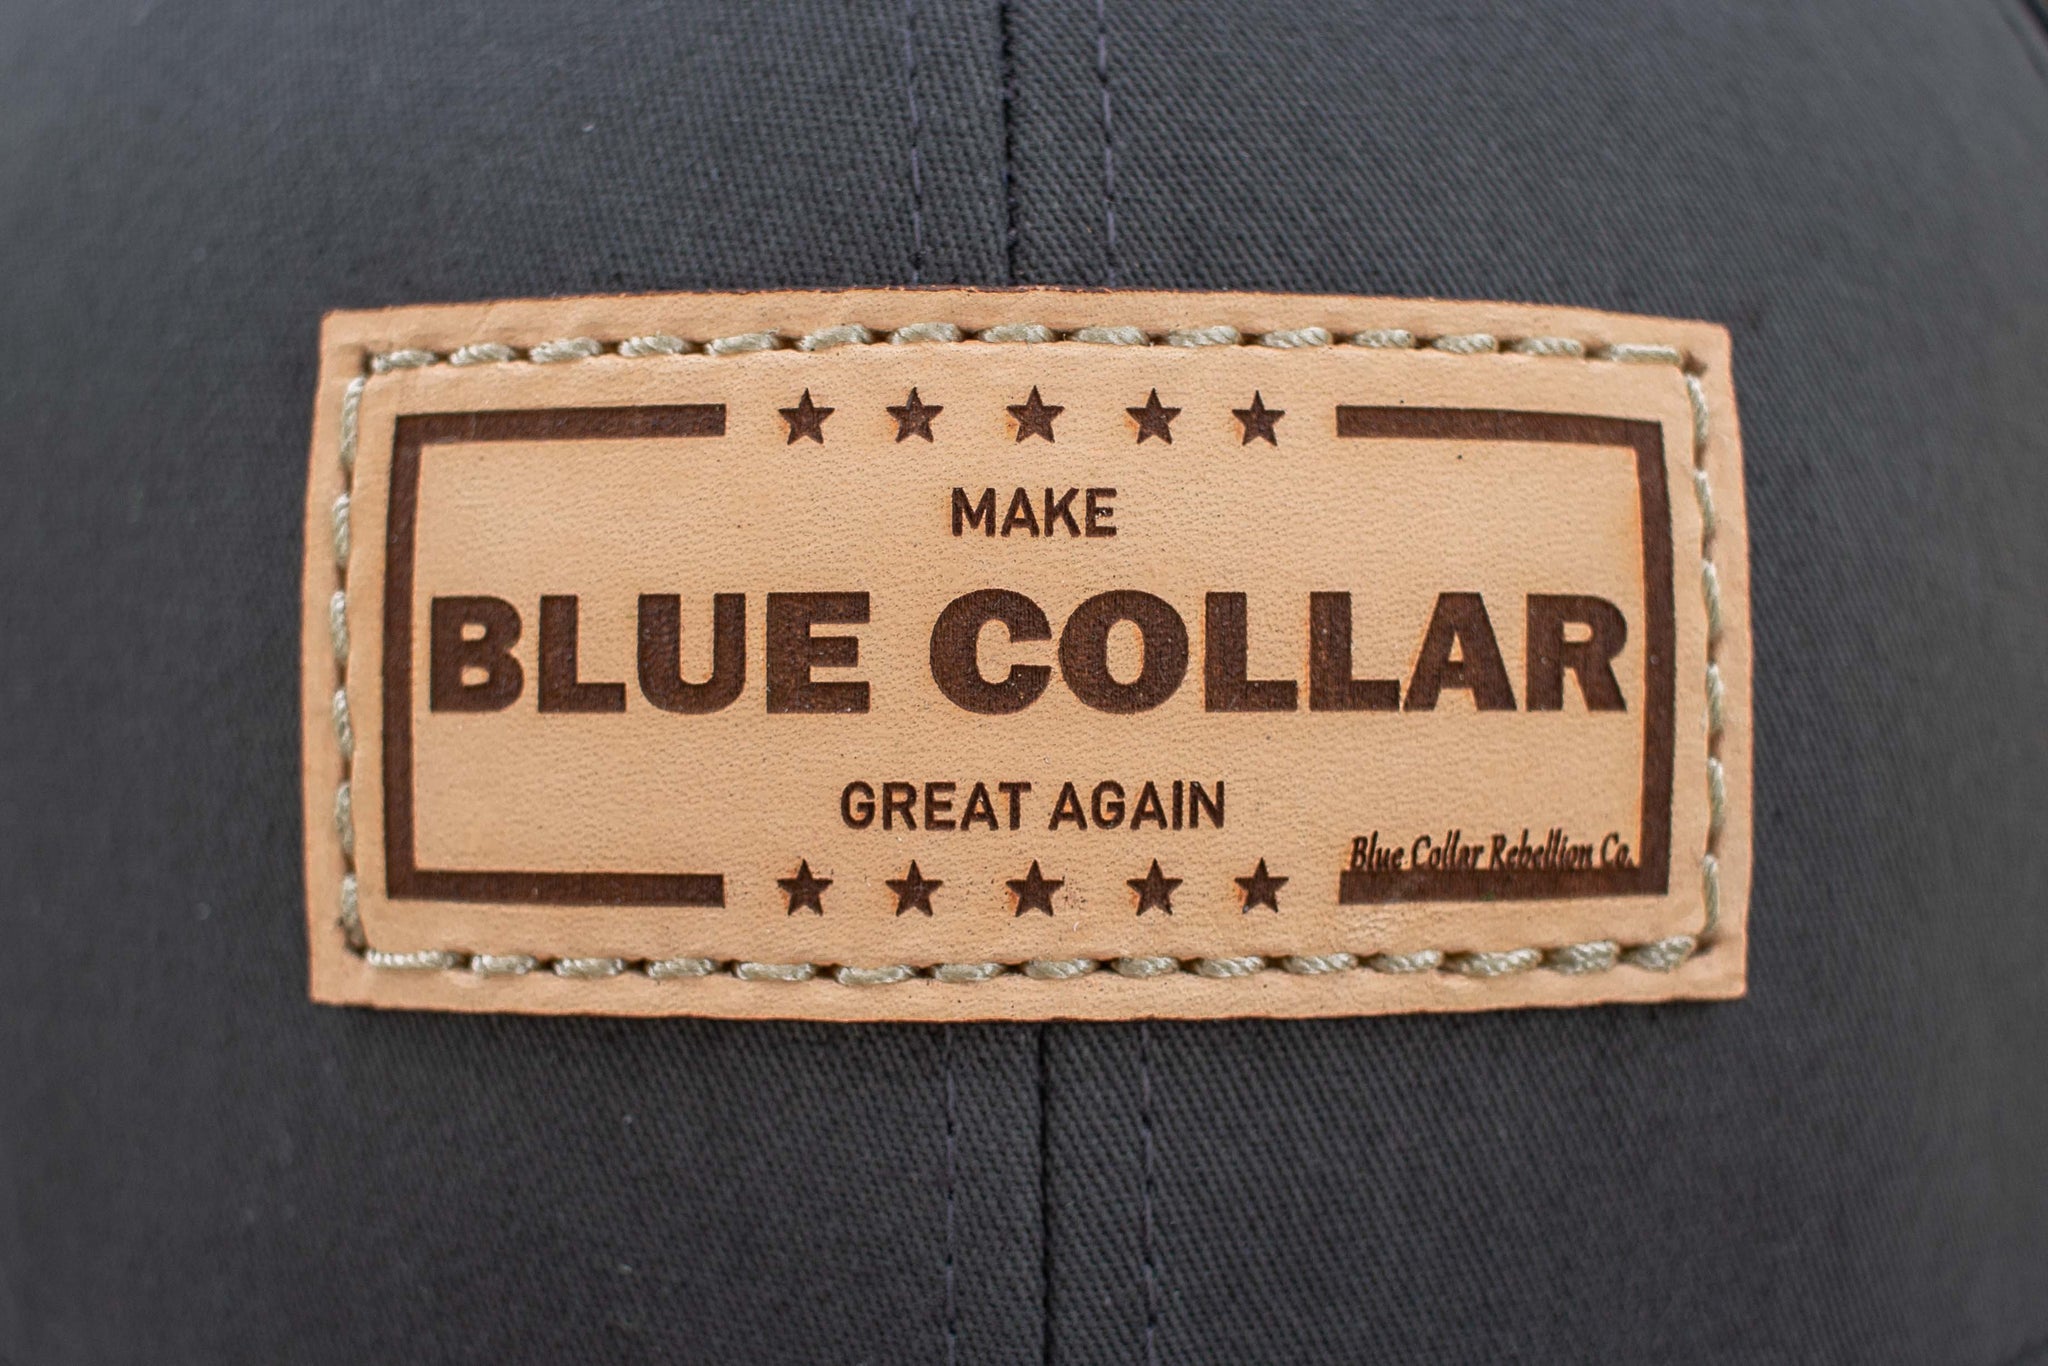 MAKE
BLUE COLLAR
GREAT AGAIN
Blue Collar Rebellion Co.